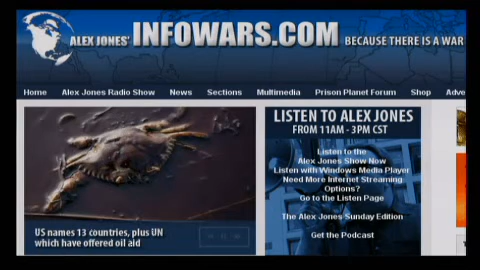 ALEX JONES' INFOWARS.COM BECAUSE THERE IS A WAR
Home Alex Jones Radio Show News Sections Multimedia Prison Planet Forum Shop Adve
LISTEN TO ALEX JONES
FROM 11AM - 3PM CST
Listen to the
Alex Jones Show Now
Listen with Windows Media Player
Need More Internet Streaming
Options?
Go to the Listen Page
The Alex Jones Sunday Edition
Get the Podcast
US names 13 countries, plus UN
which have offered oil aid